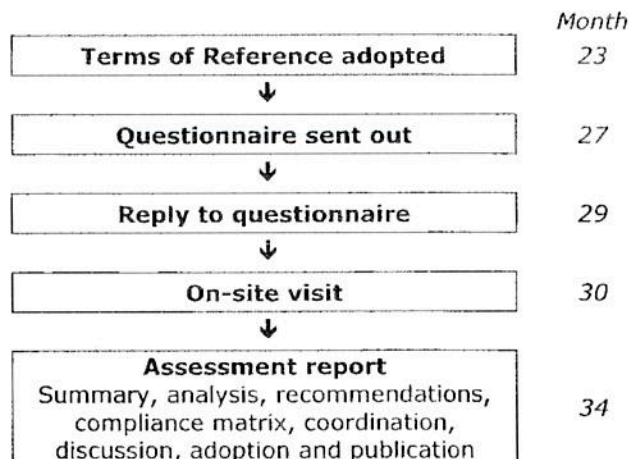 Month
Terms of Reference adopted 23
Questionnaire sent out 27
Reply to questionnaire 29
On-site visit 30
Assessment report
Summary, analysis, recommendations,
compliance matrix, coordination, 34
discussion, adoption and publication